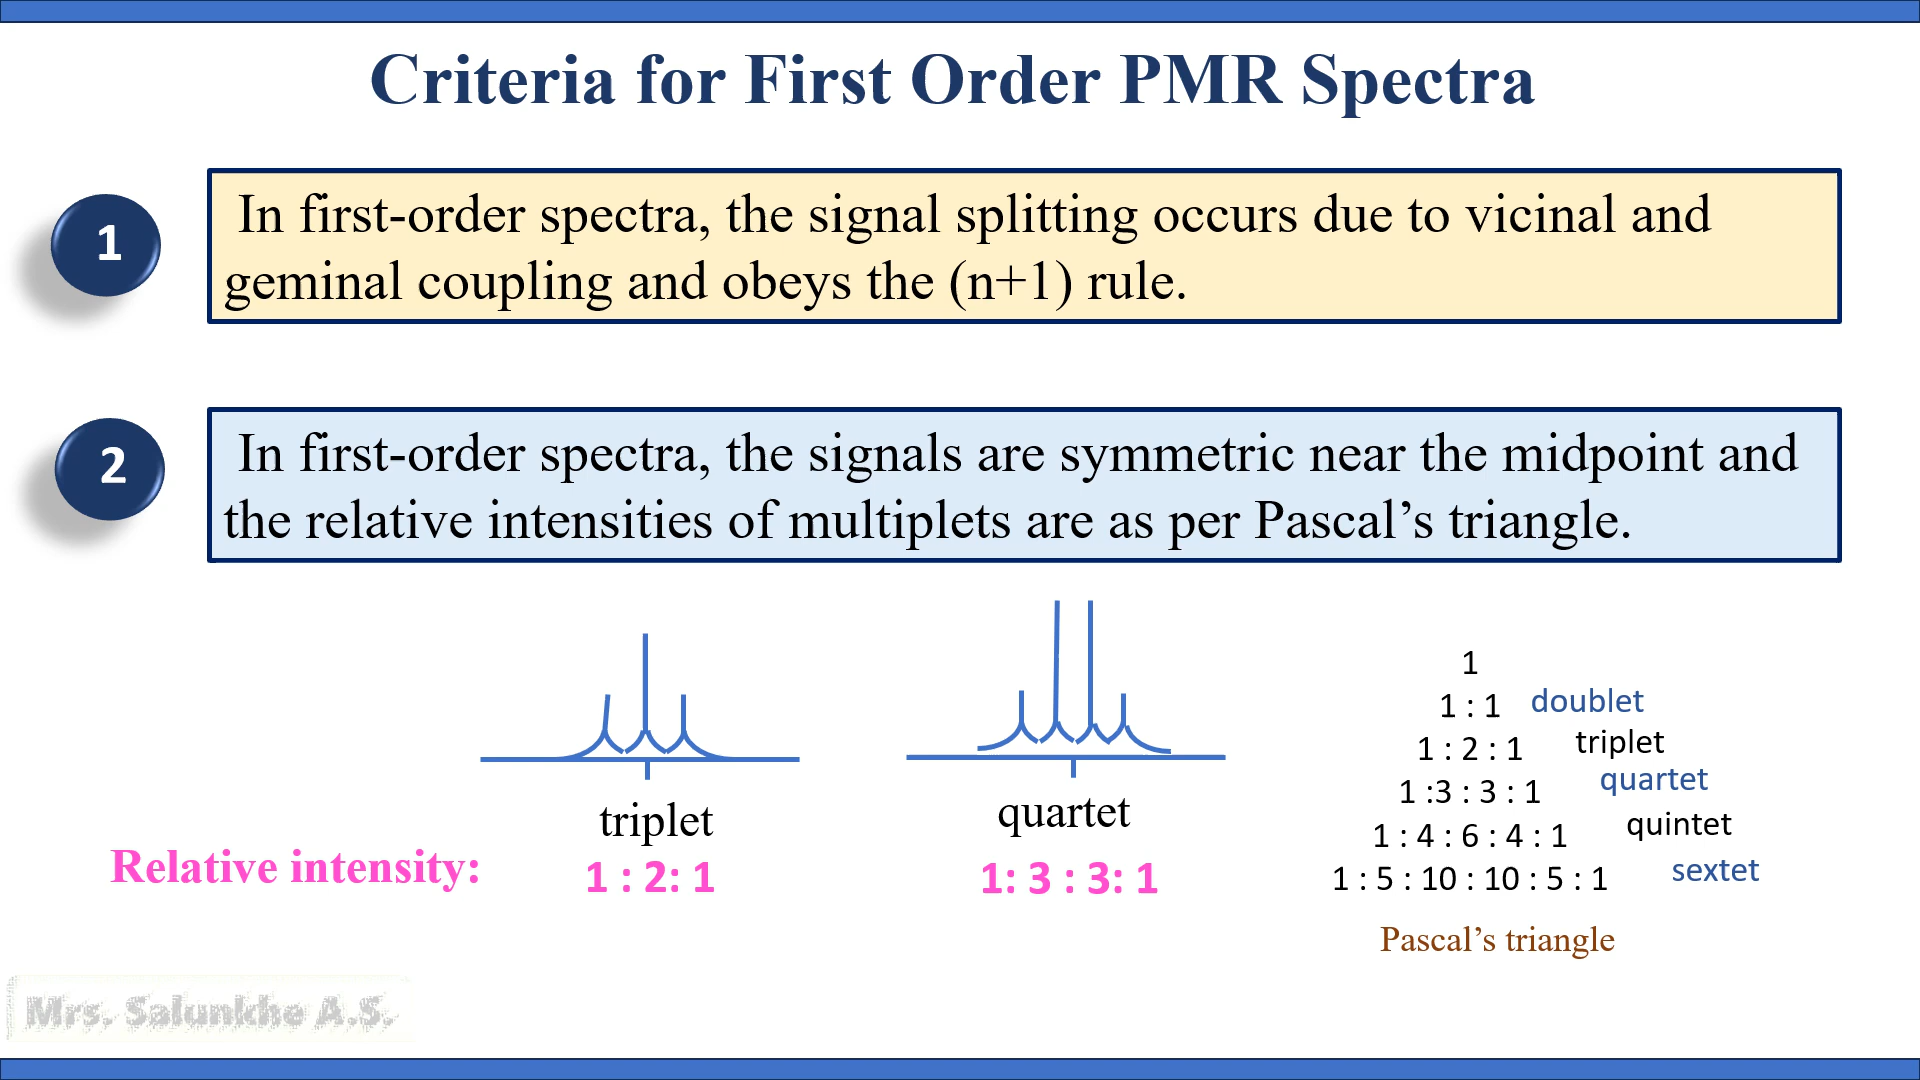 Criteria for First Order PMR Spectra
1
In first-order spectra, the signal splitting occurs due to vicinal and
geminal coupling and obeys the (n+1) rule.
2
In first-order spectra, the signals are symmetric near the midpoint and
the relative intensities of multiplets are as per Pascal’s triangle.
triplet
quartet
Relative intensity:
1 : 2: 1
1: 3 : 3: 1
1
1 : 1 doublet
1 : 2 : 1 triplet
1 :3 : 3 : 1 quartet
1 : 4 : 6 : 4 : 1 quintet
1 : 5 : 10 : 10 : 5 : 1 sextet
Pascal’s triangle
Mrs. Salunkhe A.S.